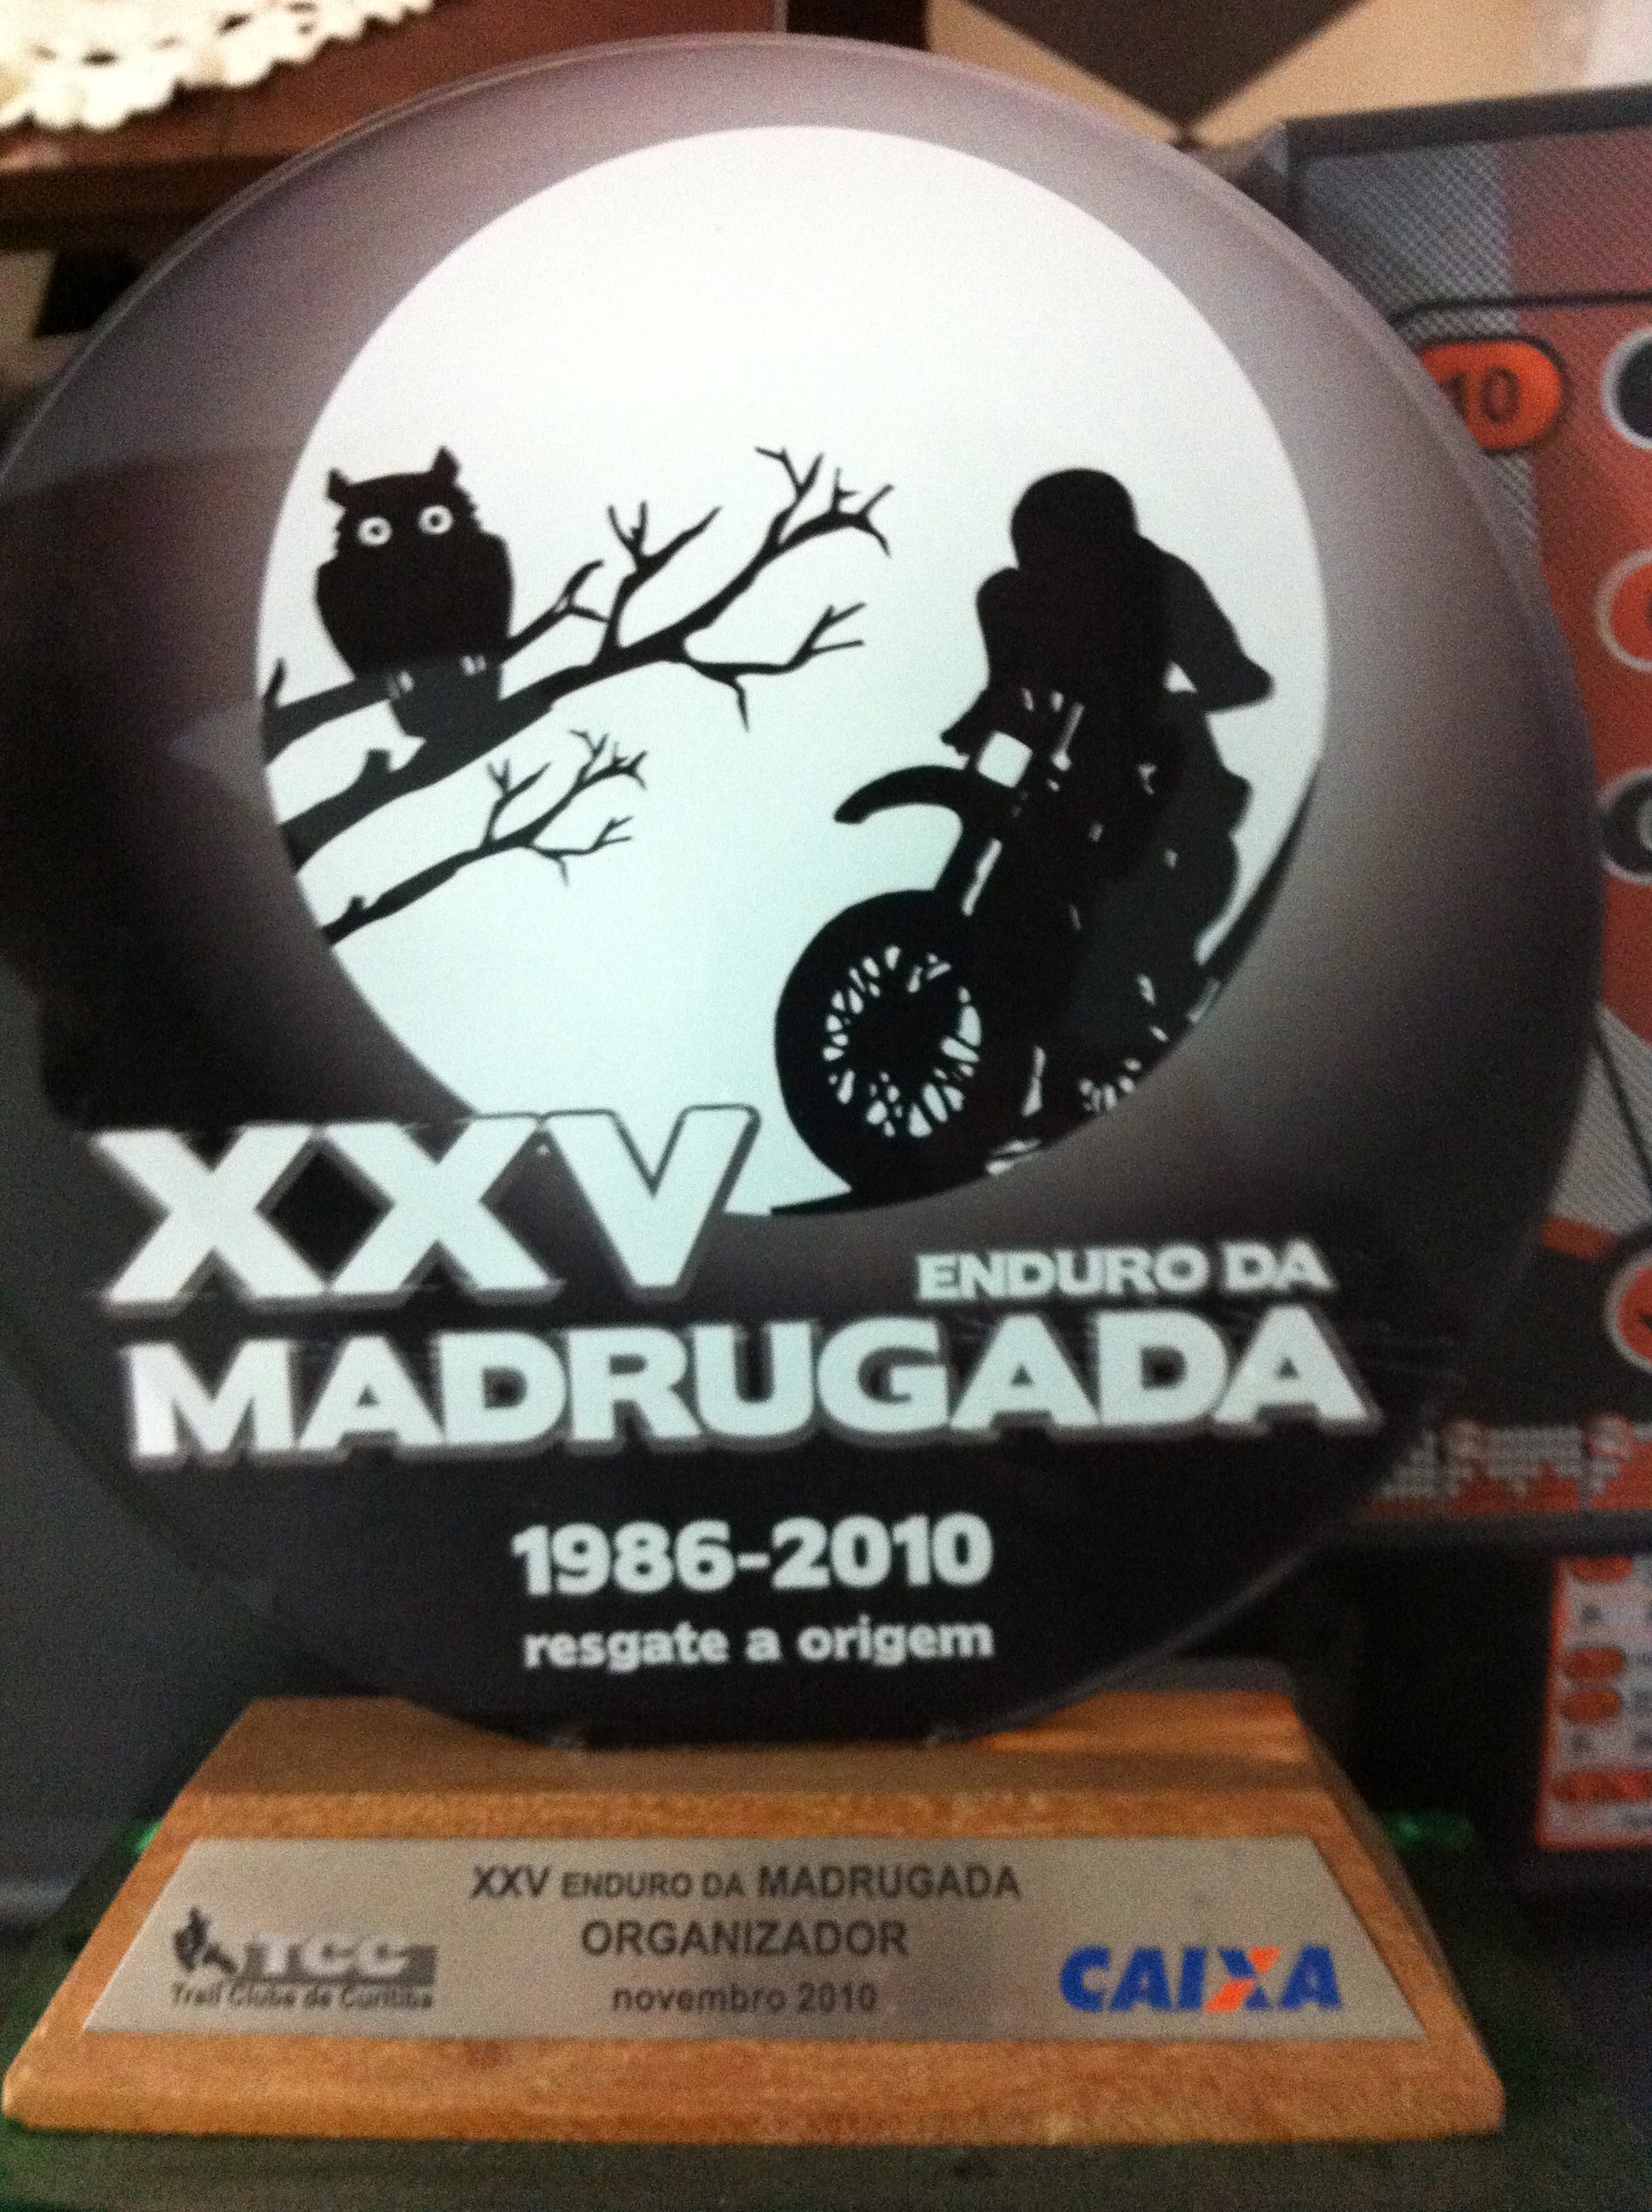 XXV
ENDURO DA
MADRUGADA
1986-2010
resgate a origem
XXV ENDURO DA MADRUGADA
ORGANIZADOR
novembro 2010
TCC
Trail Clube de Curitiba
CAIXA
10